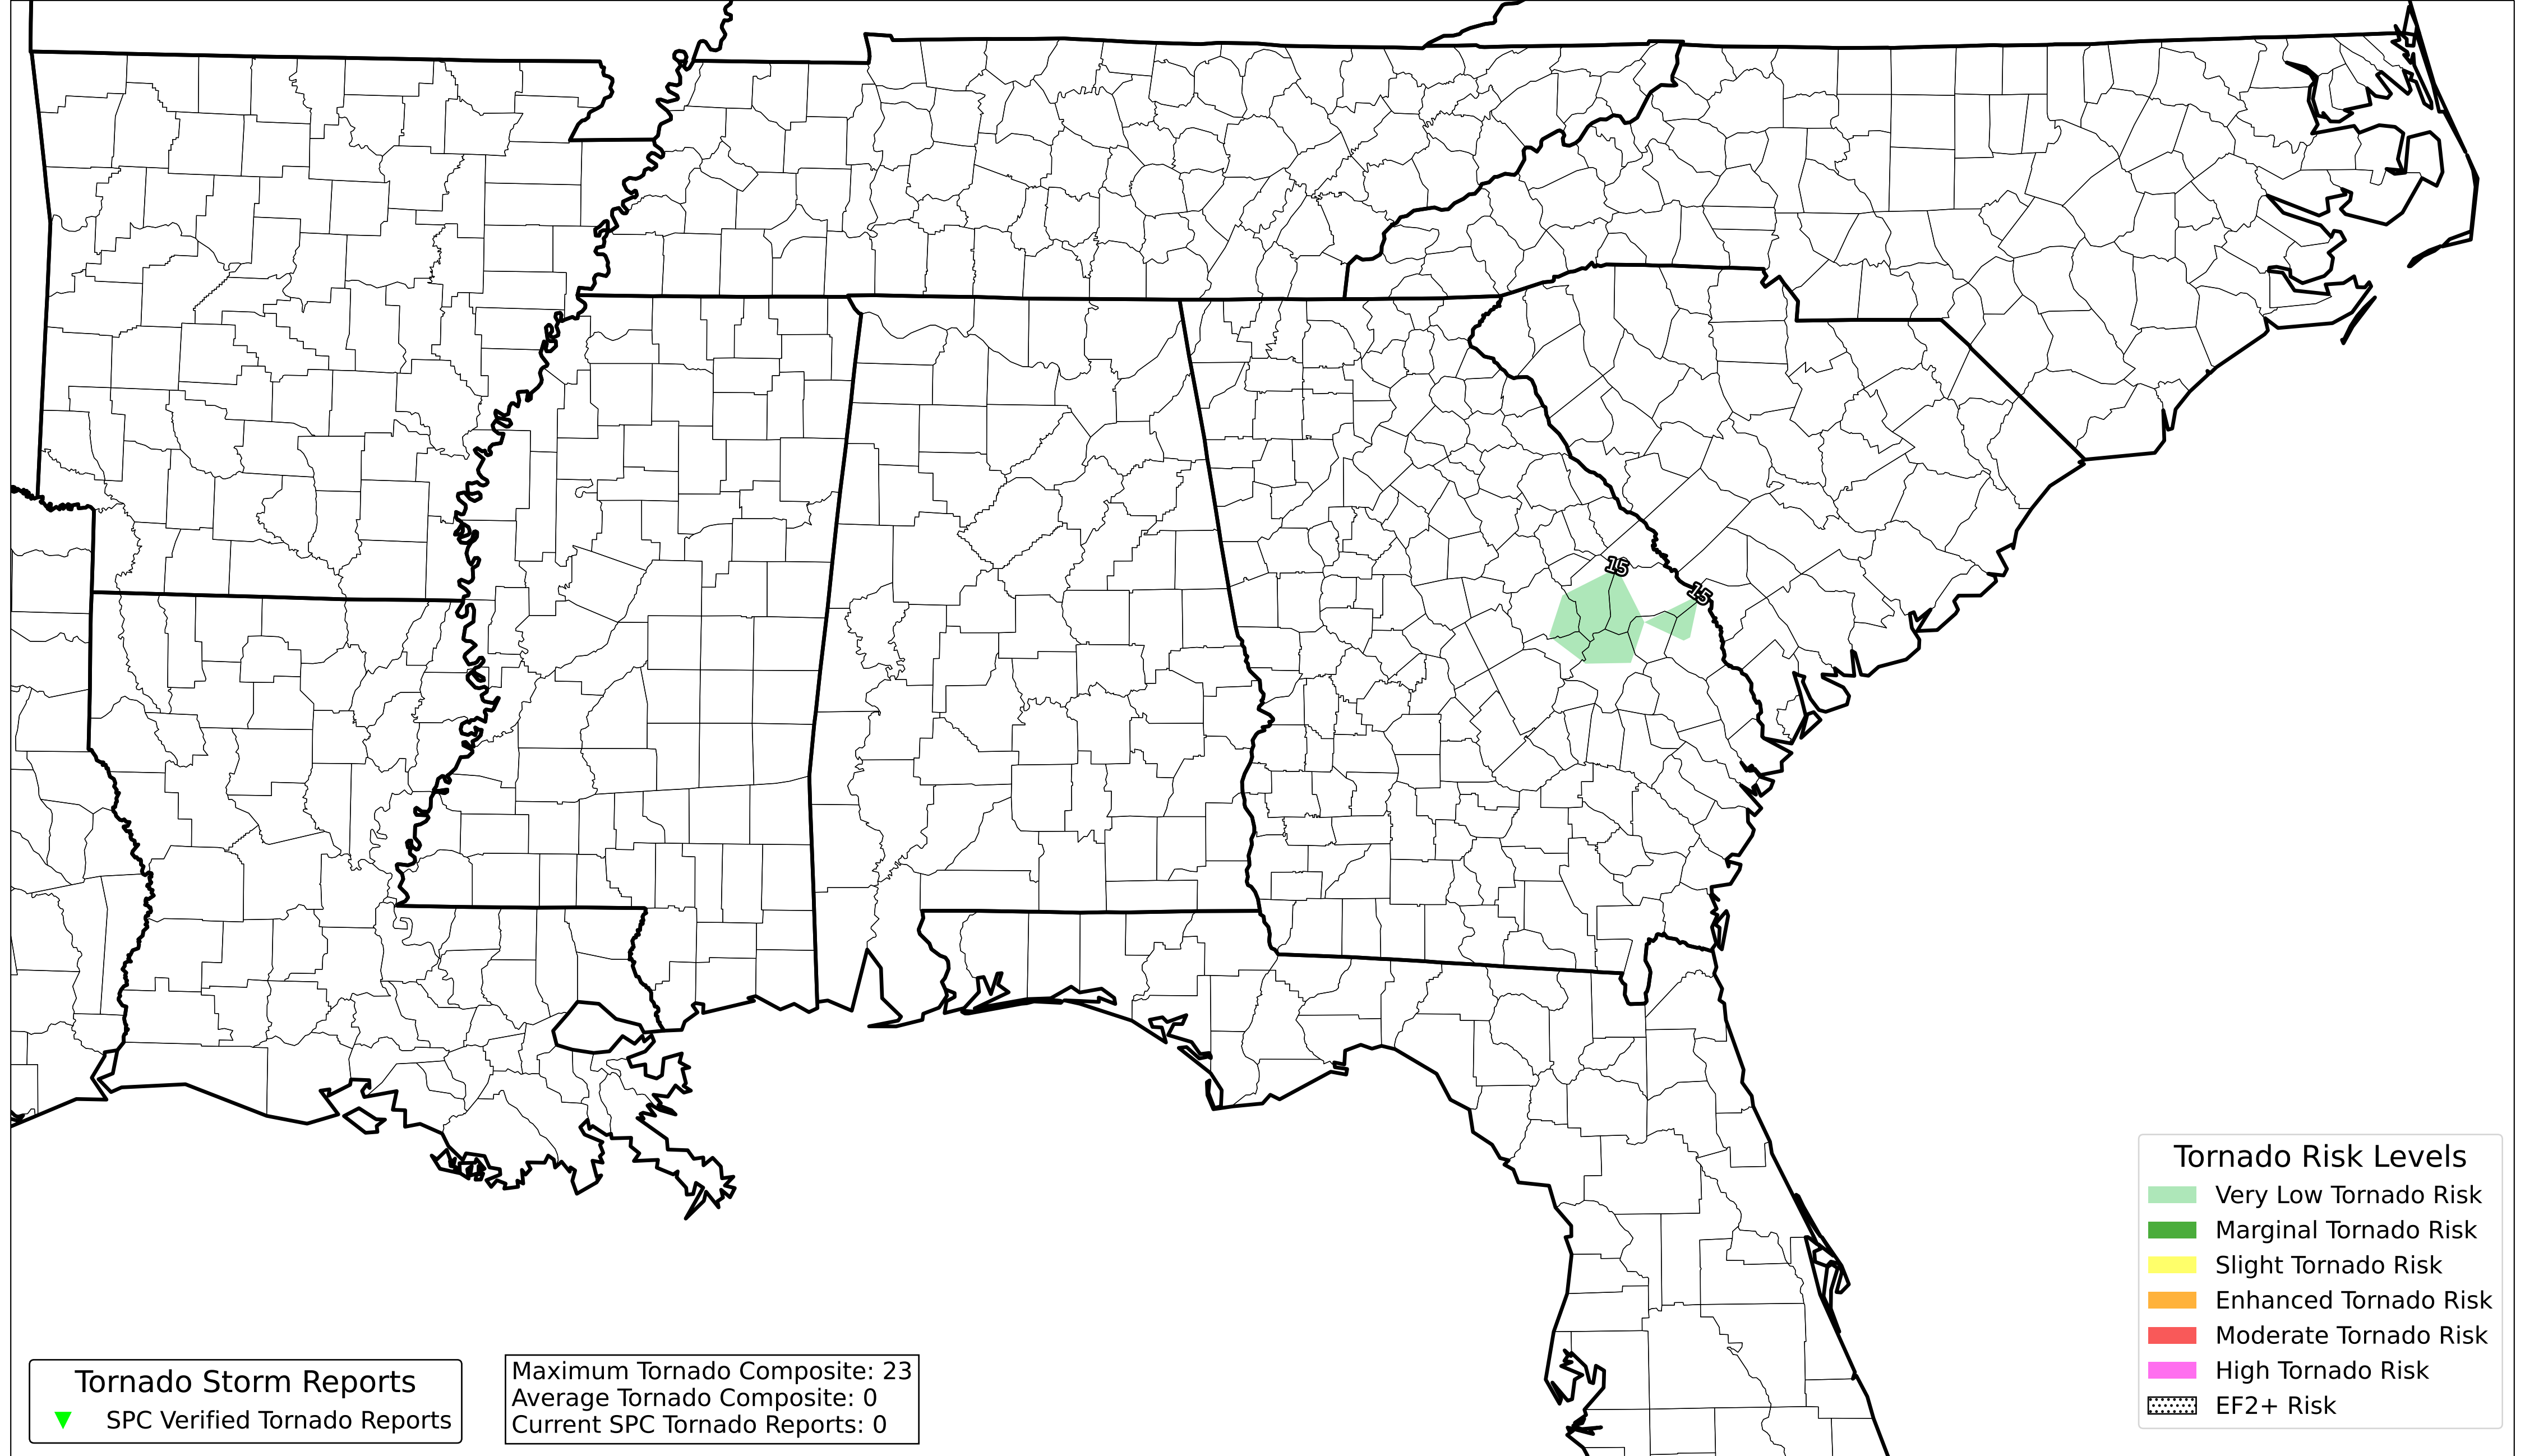 15
15
Tornado Risk Levels
Very Low Tornado Risk
Marginal Tornado Risk
Slight Tornado Risk
Enhanced Tornado Risk
Moderate Tornado Risk
High Tornado Risk
EF2+ Risk
Tornado Storm Reports
SPC Verified Tornado Reports
Maximum Tornado Composite: 23
Average Tornado Composite: 0
Current SPC Tornado Reports: 0